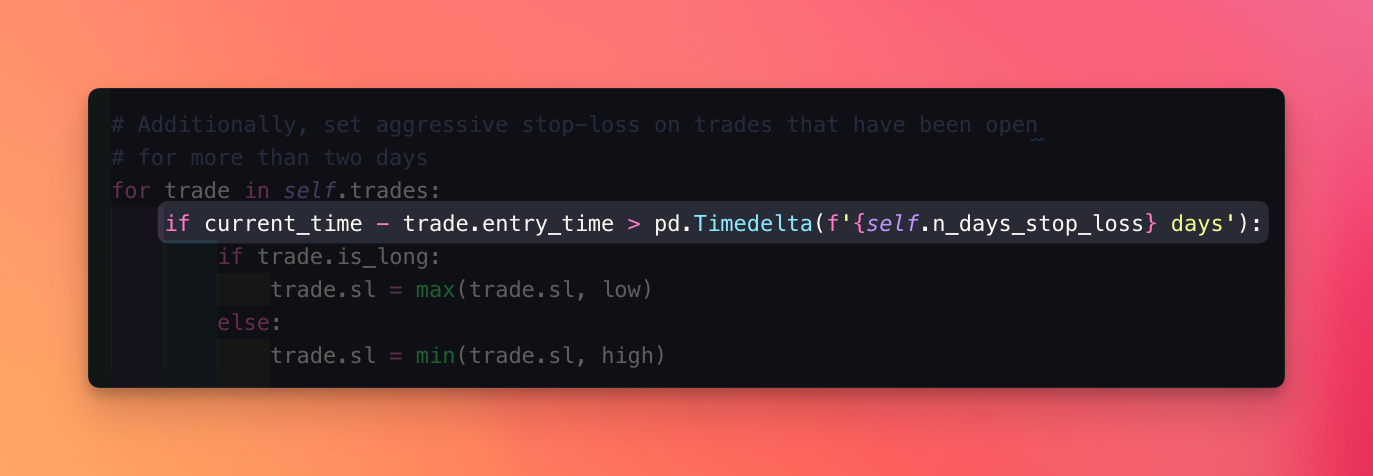 # Additionally, set aggressive stop-loss on trades that have been open
# for more than two days
for trade in self.trades:
    if current_time - trade.entry_time > pd.Timedelta(f'{self.n_days_stop_loss} days'):
        if trade.is_long:
            trade.sl = max(trade.sl, low)
        else:
            trade.sl = min(trade.sl, high)